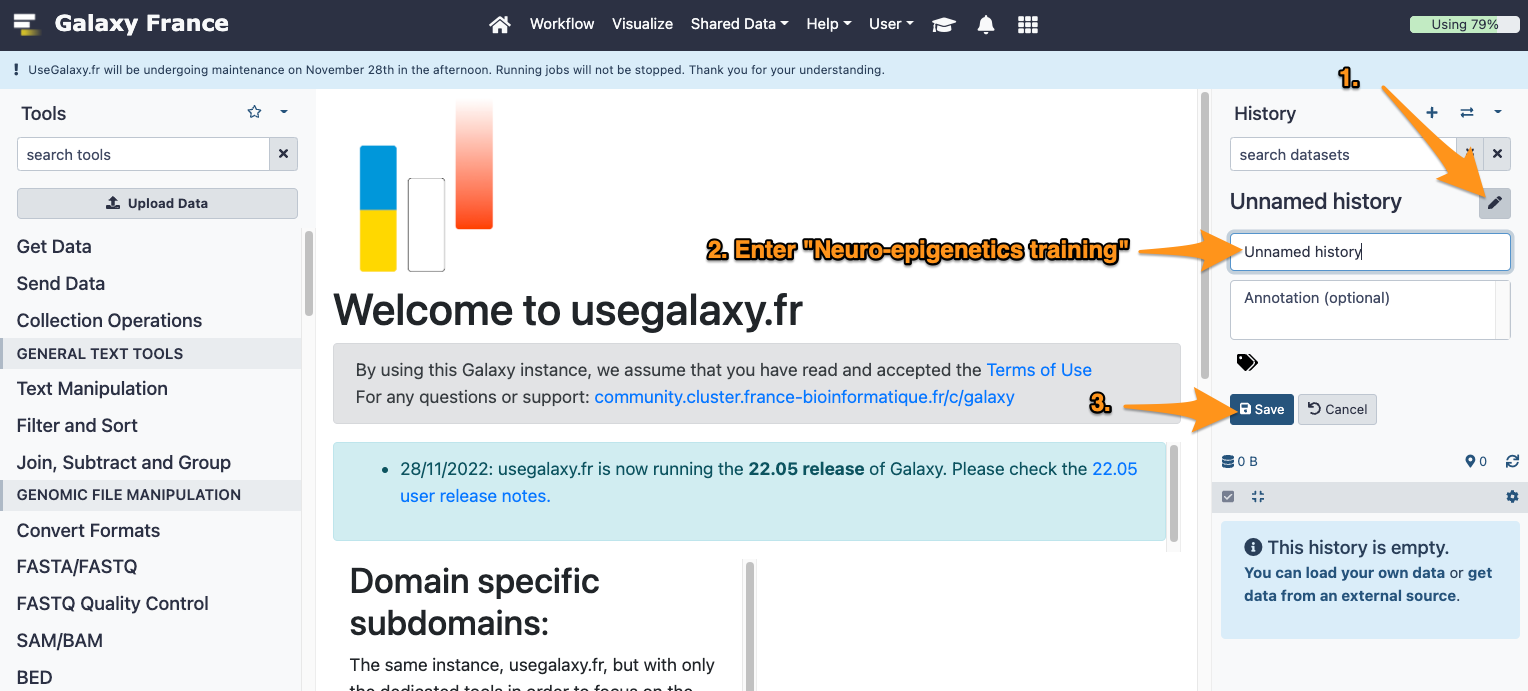 Galaxy France
Workflow Visualize Shared Data Help User
Using 79%
! UseGalaxy.fr will be undergoing maintenance on November 28th in the afternoon. Running jobs will not be stopped. Thank you for your understanding.
Tools
search tools
Upload Data
Get Data
Send Data
Collection Operations
GENERAL TEXT TOOLS
Text Manipulation
Filter and Sort
Join, Subtract and Group
GENOMIC FILE MANIPULATION
Convert Formats
FASTA/FASTQ
FASTQ Quality Control
SAM/BAM
BED
2. Enter "Neuro-epigenetics training"
Welcome to usegalaxy.fr
By using this Galaxy instance, we assume that you have read and accepted the Terms of Use
For any questions or support: community.cluster.france-bioinformatique.fr/c/galaxy
3.
28/11/2022: usegalaxy.fr is now running the 22.05 release of Galaxy. Please check the 22.05
user release notes.
Domain specific
subdomains:
The same instance, usegalaxy.fr, but with only
the dedicated tools in order to focus on the
1.
History
search datasets
Unnamed history
Unnamed history
Annotation (optional)
Save Cancel
0 B 0
This history is empty.
You can load your own data or get
data from an external source.